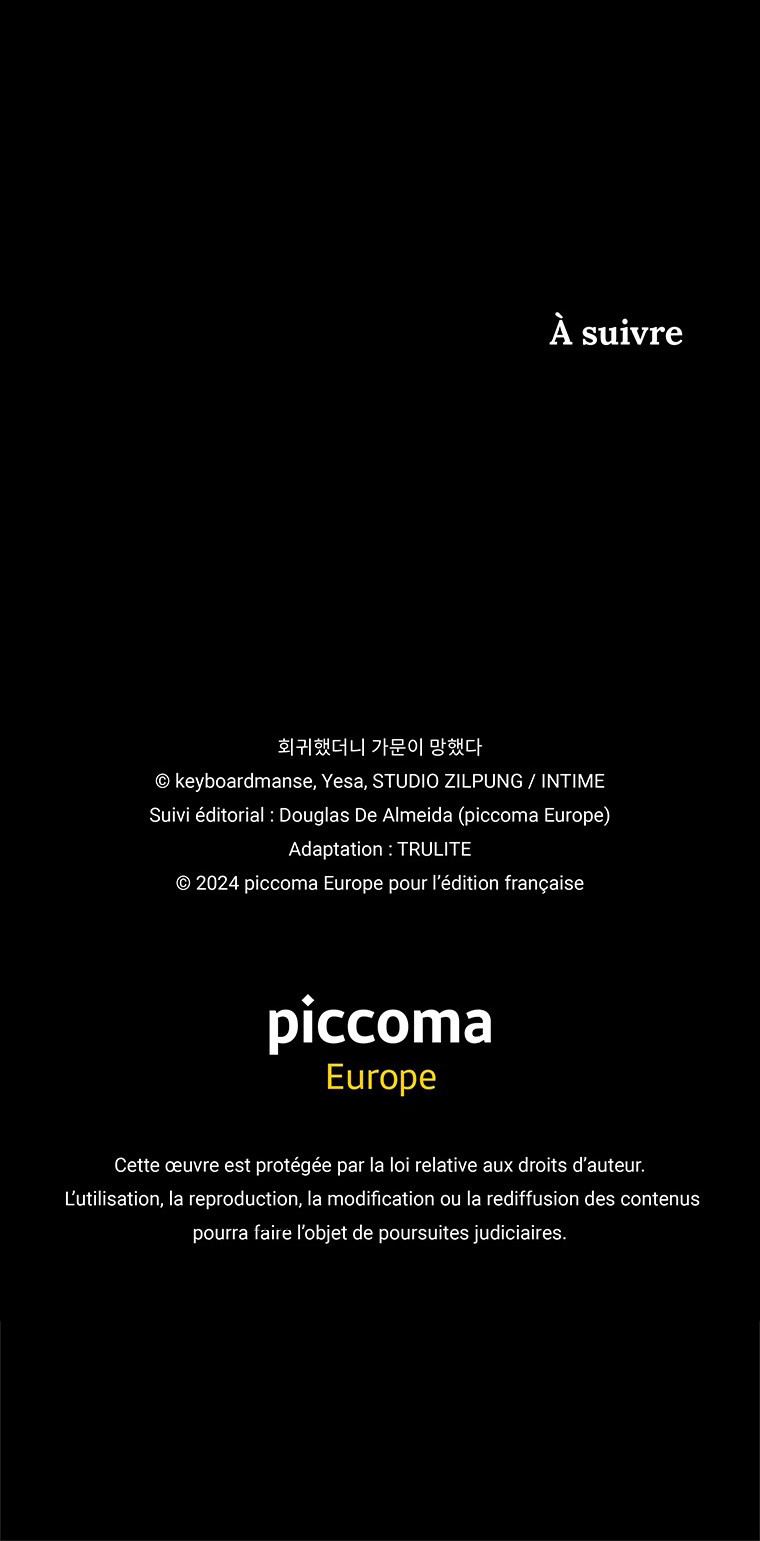 À suivre
회귀했더니 가문이 망했다
© keyboardmanse, Yesa, STUDIO ZILPUNG / INTIME
Suivi éditorial : Douglas De Almeida (piccoma Europe)
Adaptation : TRULITE
© 2024 piccoma Europe pour l’édition française
piccoma
Europe
Cette œuvre est protégée par la loi relative aux droits d’auteur.
L’utilisation, la reproduction, la modification ou la rediffusion des contenus
pourra faire l’objet de poursuites judiciaires.